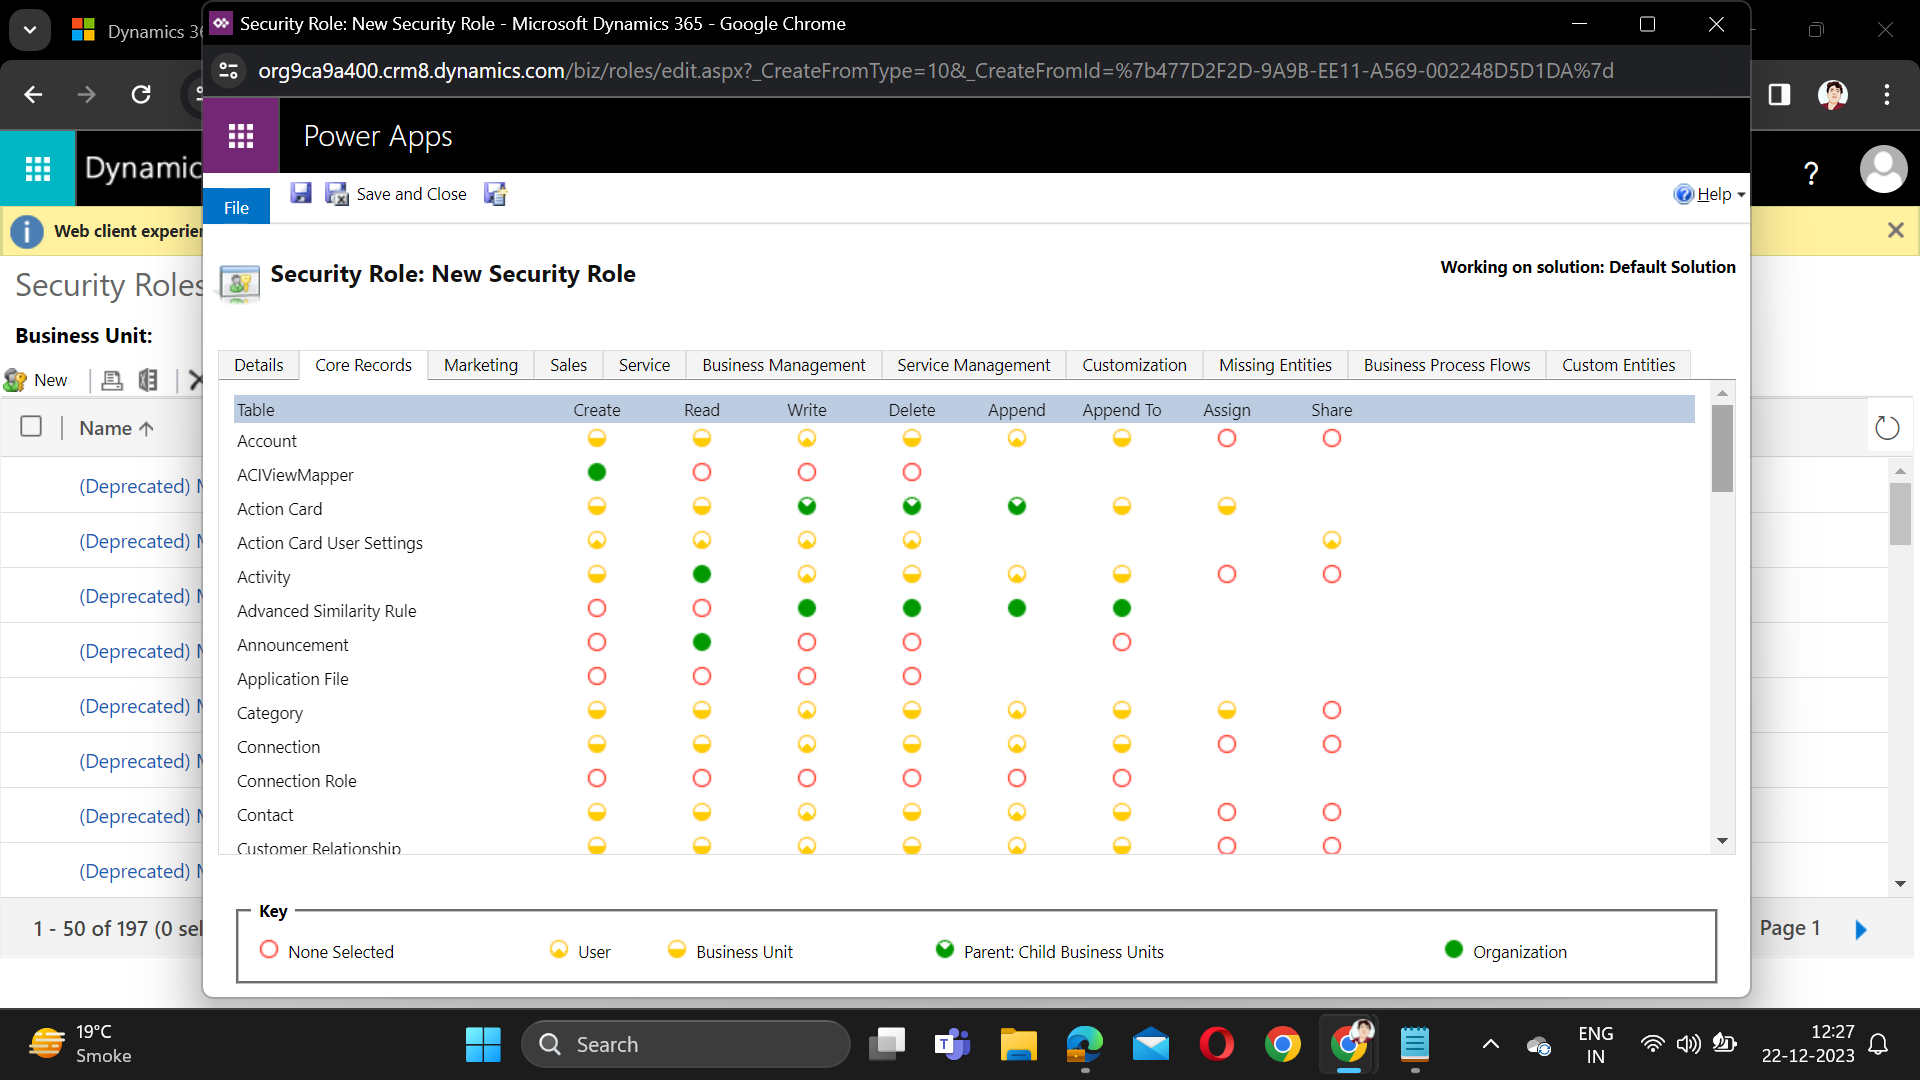 Security Role: New Security Role - Microsoft Dynamics 365 - Google Chrome
Dynamics 36
org9ca9a400.crm8.dynamics.com/biz/roles/edit.aspx?_CreateFromType=10&_CreateFromId=%7b477D2F2D-9A9B-EE11-A569-002248D5D1DA%7d
Power Apps
Dynamic
?
File
Save and Close
Help
Web client experien
Security Role: New Security Role
Working on solution: Default Solution
Security Roles
Business Unit:
New
Name
Details Core Records Marketing Sales Service Business Management Service Management Customization Missing Entities Business Process Flows Custom Entities
Table Create Read Write Delete Append Append To Assign Share
Account
ACIViewMapper
Action Card
Action Card User Settings
Activity
Advanced Similarity Rule
Announcement
Application File
Category
Connection
Connection Role
Contact
Customer Relationship
(Deprecated) M
(Deprecated) M
(Deprecated) M
(Deprecated) M
(Deprecated) M
(Deprecated) M
(Deprecated) M
(Deprecated) M
Key
None Selected User Business Unit Parent: Child Business Units Organization
1 - 50 of 197 (0 sel
Page 1
19°C
Smoke
Search
T
ENG
IN
12:27
22-12-2023